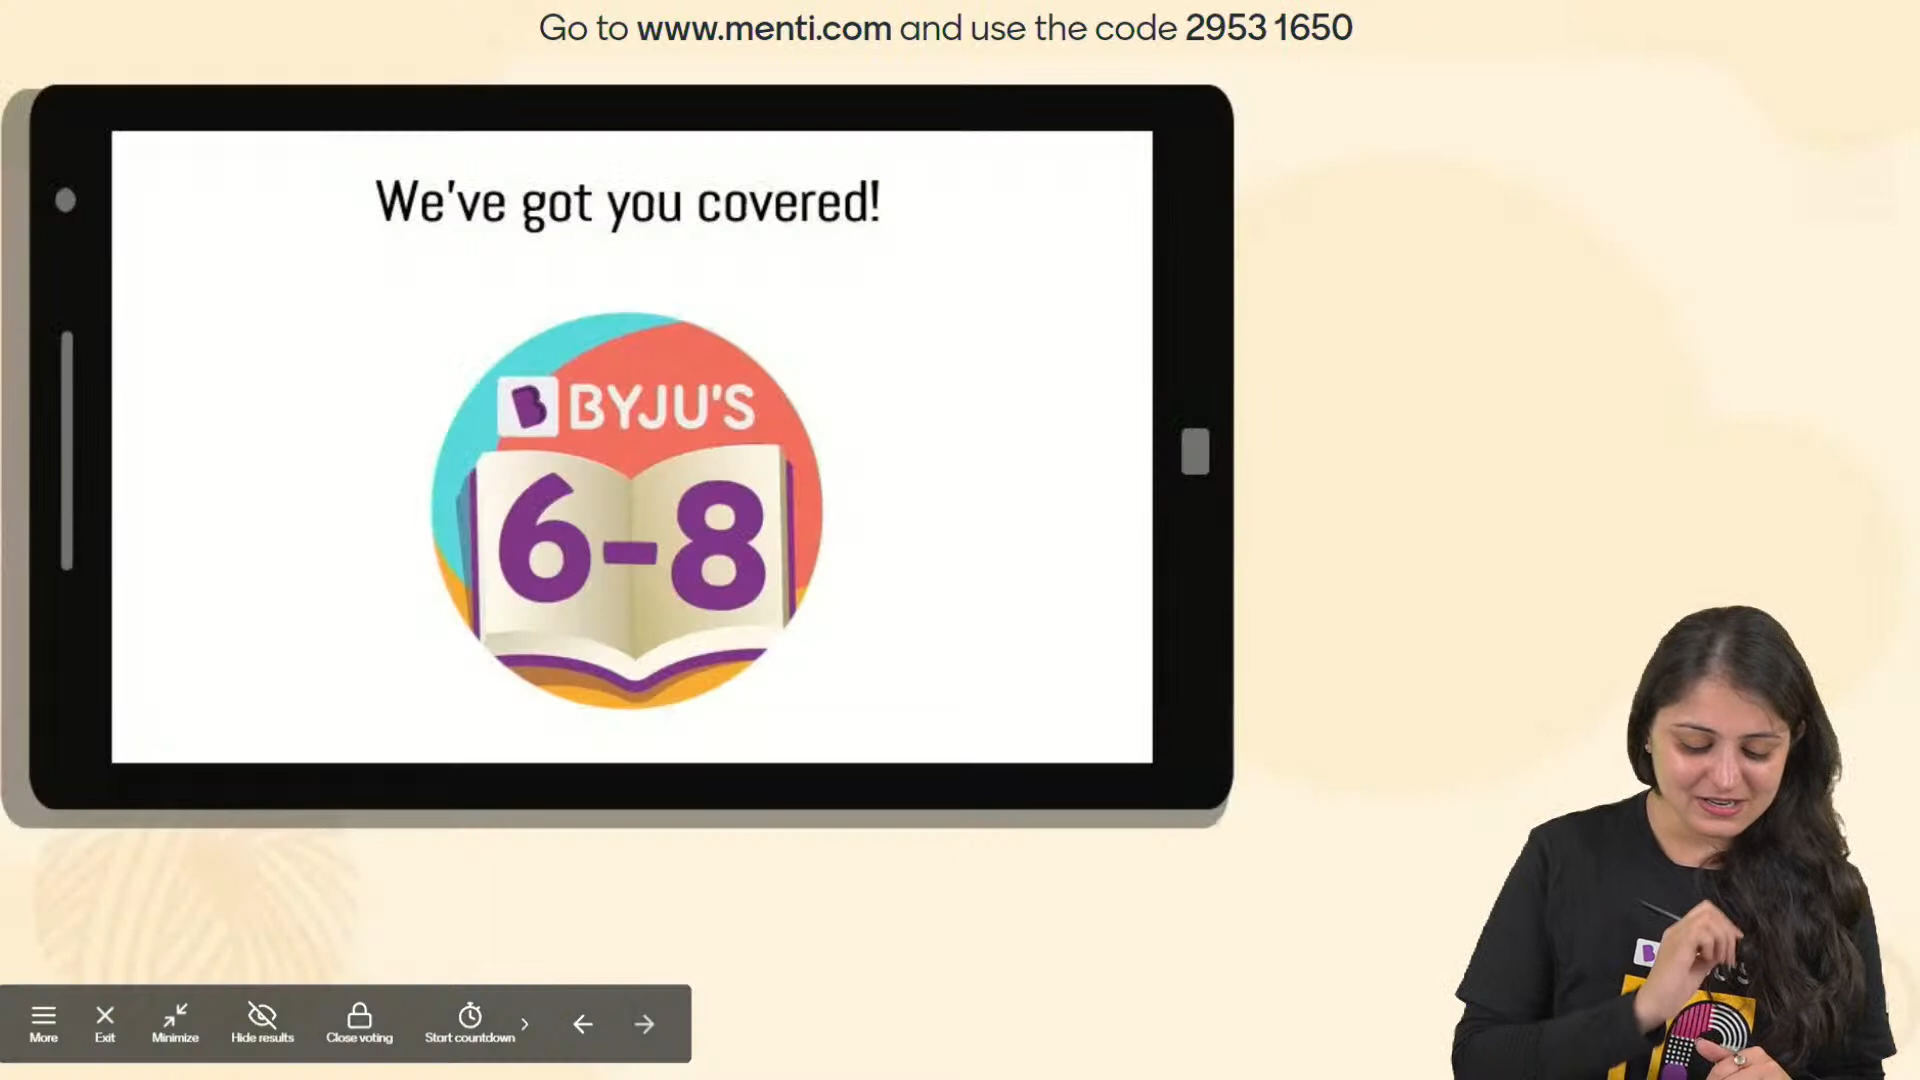 Go to www.menti.com and use the code 2953 1650
We've got you covered!
B BYJU'S
6-8
More
Exit
Minimize
Hide results
Close voting
Start countdown